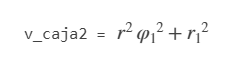 v_caja2 = r² φ₁² + r₁²